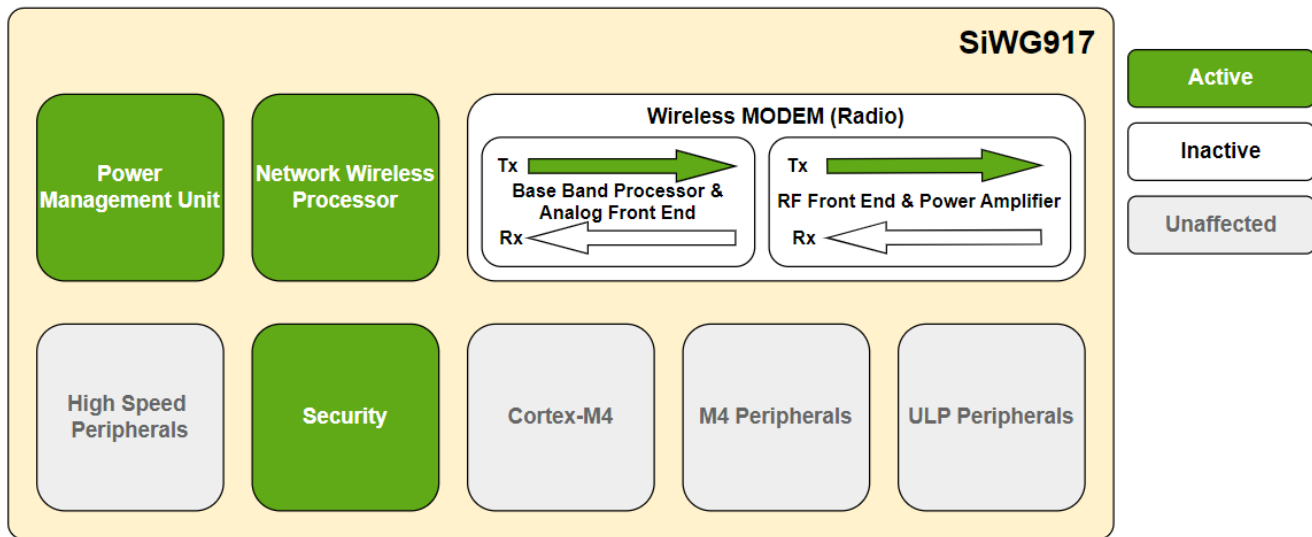 SiWG917
Active
Inactive
Unaffected
Power
Management Unit
Network Wireless
Processor
Wireless MODEM (Radio)
Tx
Base Band Processor &
Analog Front End
Rx
Tx
RF Front End & Power Amplifier
Rx
High Speed
Peripherals
Security
Cortex-M4
M4 Peripherals
ULP Peripherals